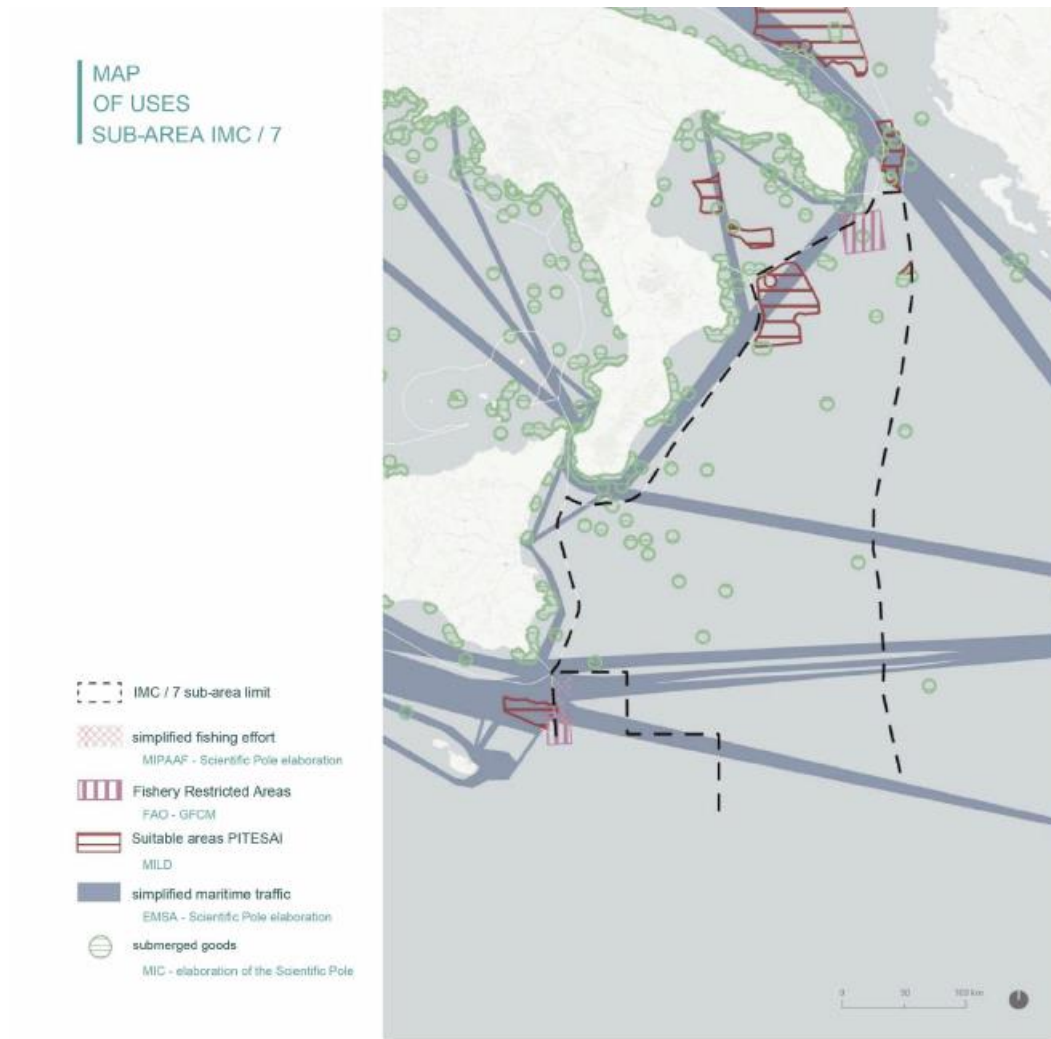 MAP
OF USES
SUB-AREA IMC / 7
IMC / 7 sub-area limit
simplified fishing effort
MIPAAF - Scientific Pole elaboration
Fishery Restricted Areas
FAO - GFCM
Suitable areas PITESAI
MILD
simplified maritime traffic
EMSA - Scientific Pole elaboration
submerged goods
MIC - elaboration of the Scientific Pole
0 50 100 km